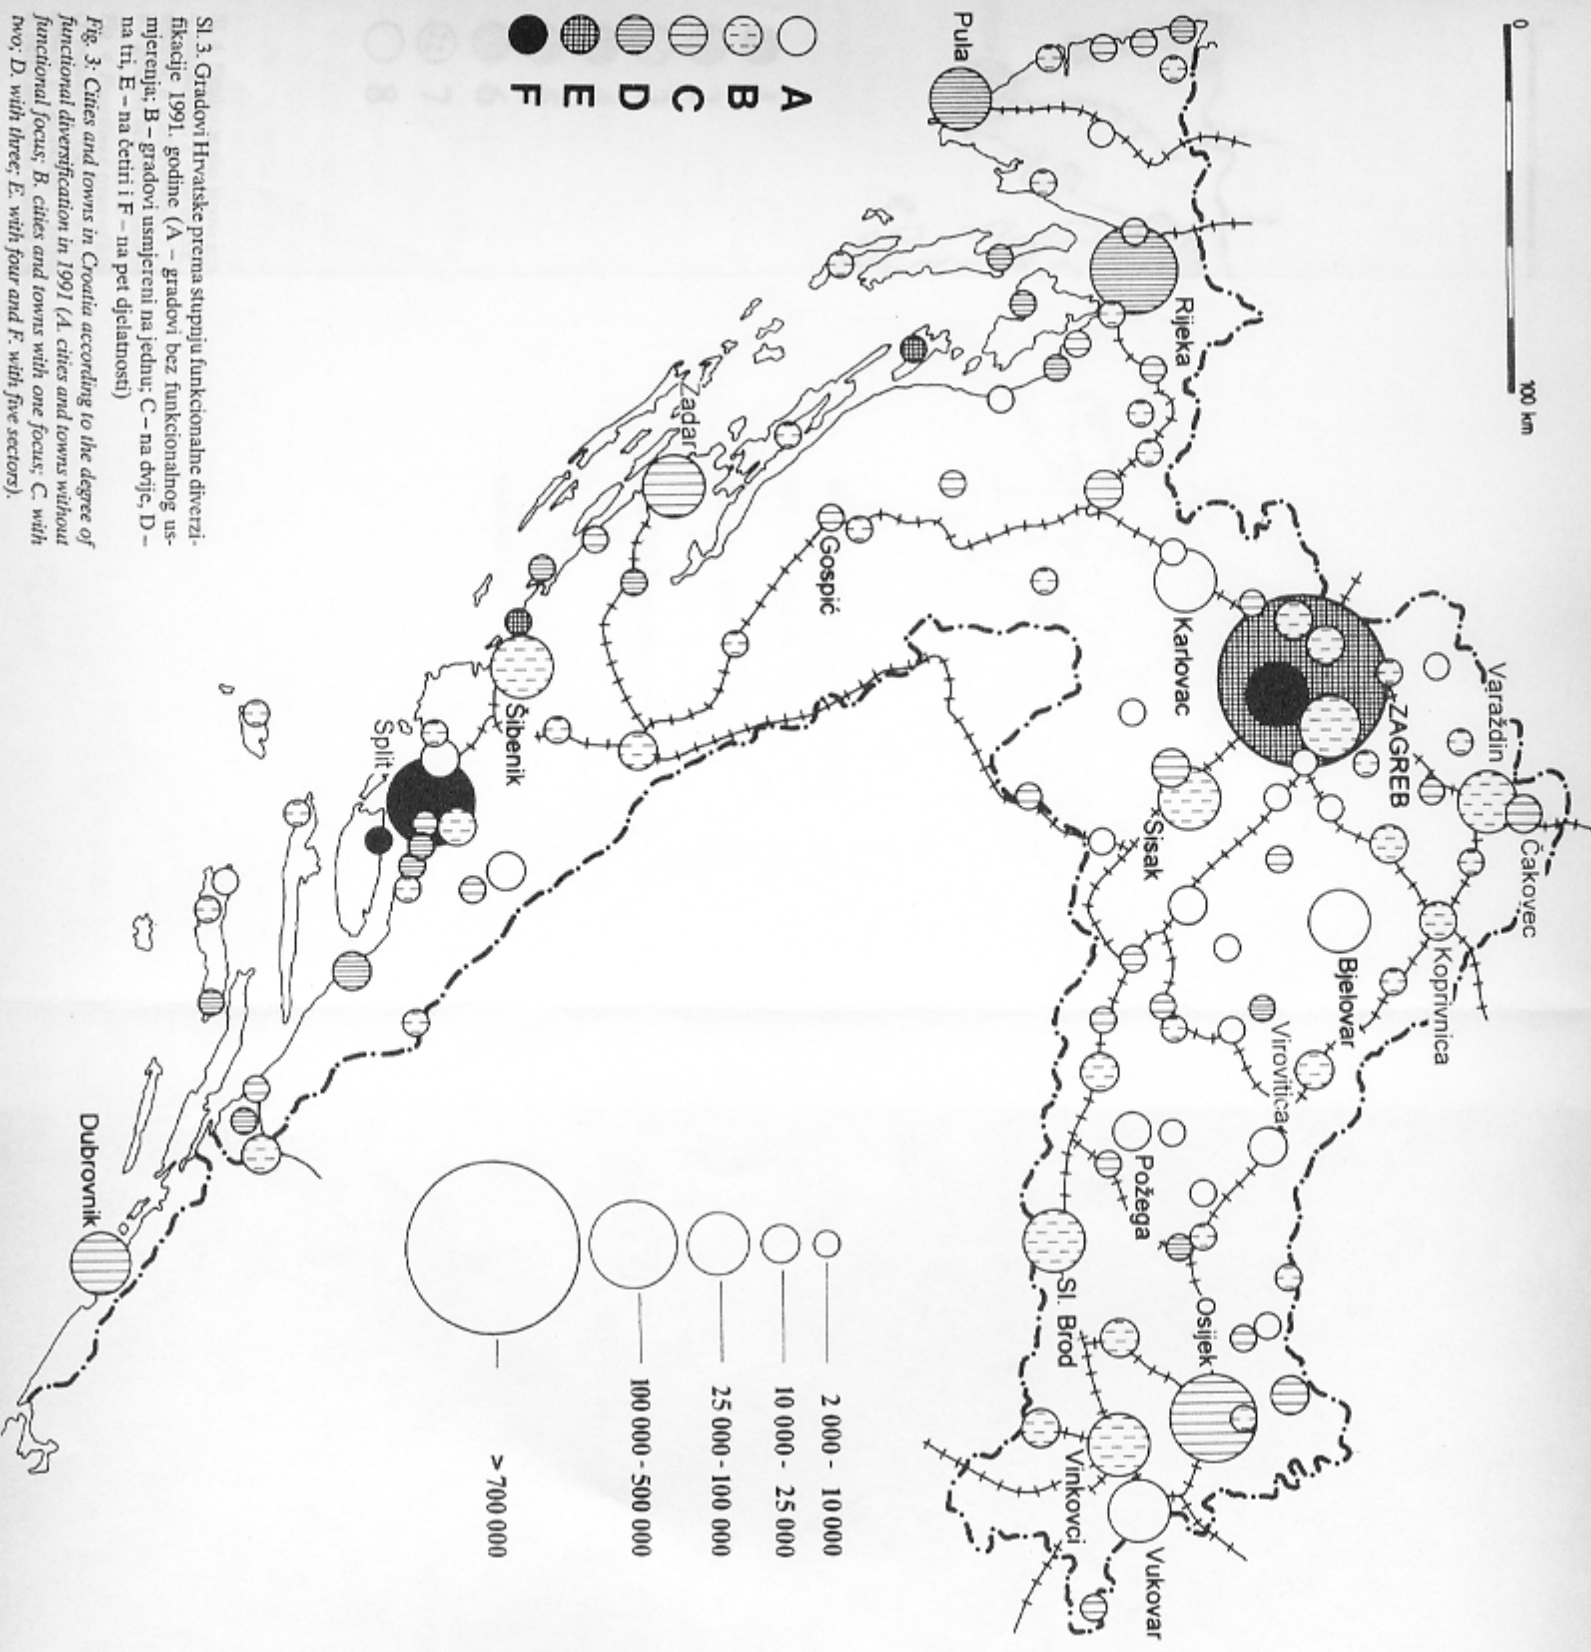 0 100 km
Varaždin
Čakovec
ZAGREB
Koprivnica
Rijeka
Karlovac
Sisak
Bjelovar
Virovitica
Pula
Požega
Osijek
Sl. Brod
Vinkovci
Vukovar
Gospić
Zadar
Šibenik
Split
Dubrovnik
A
B
C
D
E
F
2 000 - 10 000
10 000 - 25 000
25 000 - 100 000
100 000 - 500 000
> 700 000
Sl. 3. Gradovi Hrvatske prema stupnju funkcionalne diverzi-
fikacije 1991. godine (A – gradovi bez funkcionalnog us-
mjerenja; B – gradovi usmjereni na jednu; C – na dvije, D –
na tri, E – na četiri i F – na pet djelatnosti)
Fig. 3: Cities and towns in Croatia according to the degree of
functional diversification in 1991 (A. cities and towns without
functional focus; B. cities and towns with one focus; C. with
two; D. with three; E. with four and F. with five sectors).